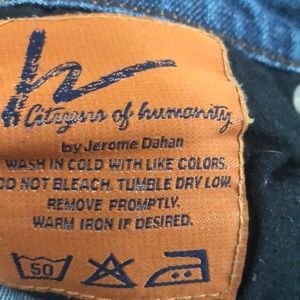 h
Citizens of humanity
by Jerome Dahan
WASH IN COLD WITH LIKE COLORS.
DO NOT BLEACH. TUMBLE DRY LOW.
REMOVE PROMPTLY.
WARM IRON IF DESIRED.
50